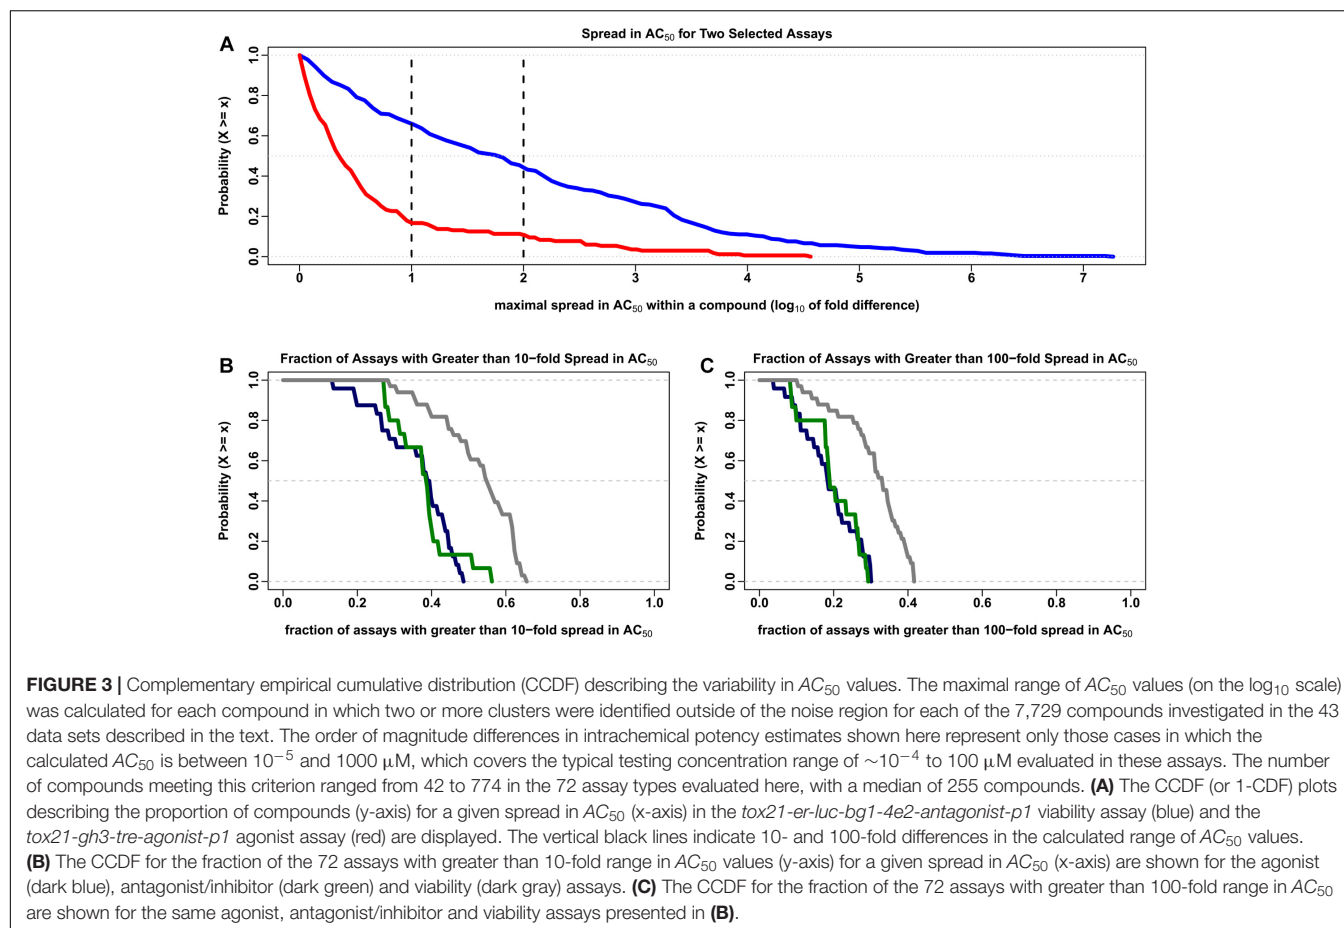 A
Spread in AC50 for Two Selected Assays
Probability (X >= x)
0.0 0.2 0.4 0.6 0.8 1.0
0 1 2 3 4 5 6 7
maximal spread in AC50 within a compound (log10 of fold difference)
B
Fraction of Assays with Greater than 10−fold Spread in AC50
Probability (X >= x)
0.0 0.2 0.4 0.6 0.8 1.0
0.0 0.2 0.4 0.6 0.8 1.0
fraction of assays with greater than 10−fold spread in AC50
C
Fraction of Assays with Greater than 100−fold Spread in AC50
Probability (X >= x)
0.0 0.2 0.4 0.6 0.8 1.0
0.0 0.2 0.4 0.6 0.8 1.0
fraction of assays with greater than 100−fold spread in AC50
FIGURE 3 | Complementary empirical cumulative distribution (CCDF) describing the variability in AC50 values. The maximal range of AC50 values (on the log10 scale)
was calculated for each compound in which two or more clusters were identified outside of the noise region for each of the 7,729 compounds investigated in the 43
data sets described in the text. The order of magnitude differences in intrachemical potency estimates shown here represent only those cases in which the
calculated AC50 is between 10−5 and 1000 μM, which covers the typical testing concentration range of ∼10−4 to 100 μM evaluated in these assays. The number
of compounds meeting this criterion ranged from 42 to 774 in the 72 assay types evaluated here, with a median of 255 compounds. (A) The CCDF (or 1-CDF) plots
describing the proportion of compounds (y-axis) for a given spread in AC50 (x-axis) in the tox21-er-luc-bg1-4e2-antagonist-p1 viability assay (blue) and the
tox21-gh3-tre-agonist-p1 agonist assay (red) are displayed. The vertical black lines indicate 10- and 100-fold differences in the calculated range of AC50 values.
(B) The CCDF for the fraction of the 72 assays with greater than 10-fold range in AC50 values (y-axis) for a given spread in AC50 (x-axis) are shown for the agonist
(dark blue), antagonist/inhibitor (dark green) and viability (dark gray) assays. (C) The CCDF for the fraction of the 72 assays with greater than 100-fold range in AC50
are shown for the same agonist, antagonist/inhibitor and viability assays presented in (B).